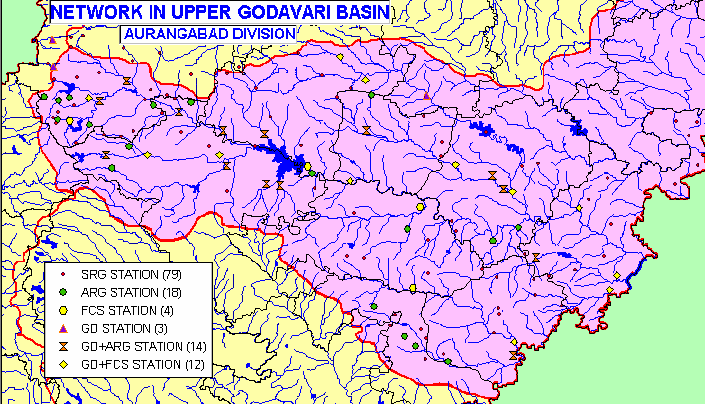 NETWORK IN UPPER GODAVARI BASIN
AURANGABAD DIVISION
SRG STATION (79)
ARG STATION (18)
FCS STATION (4)
GD STATION (3)
GD+ARG STATION (14)
GD+FCS STATION (12)